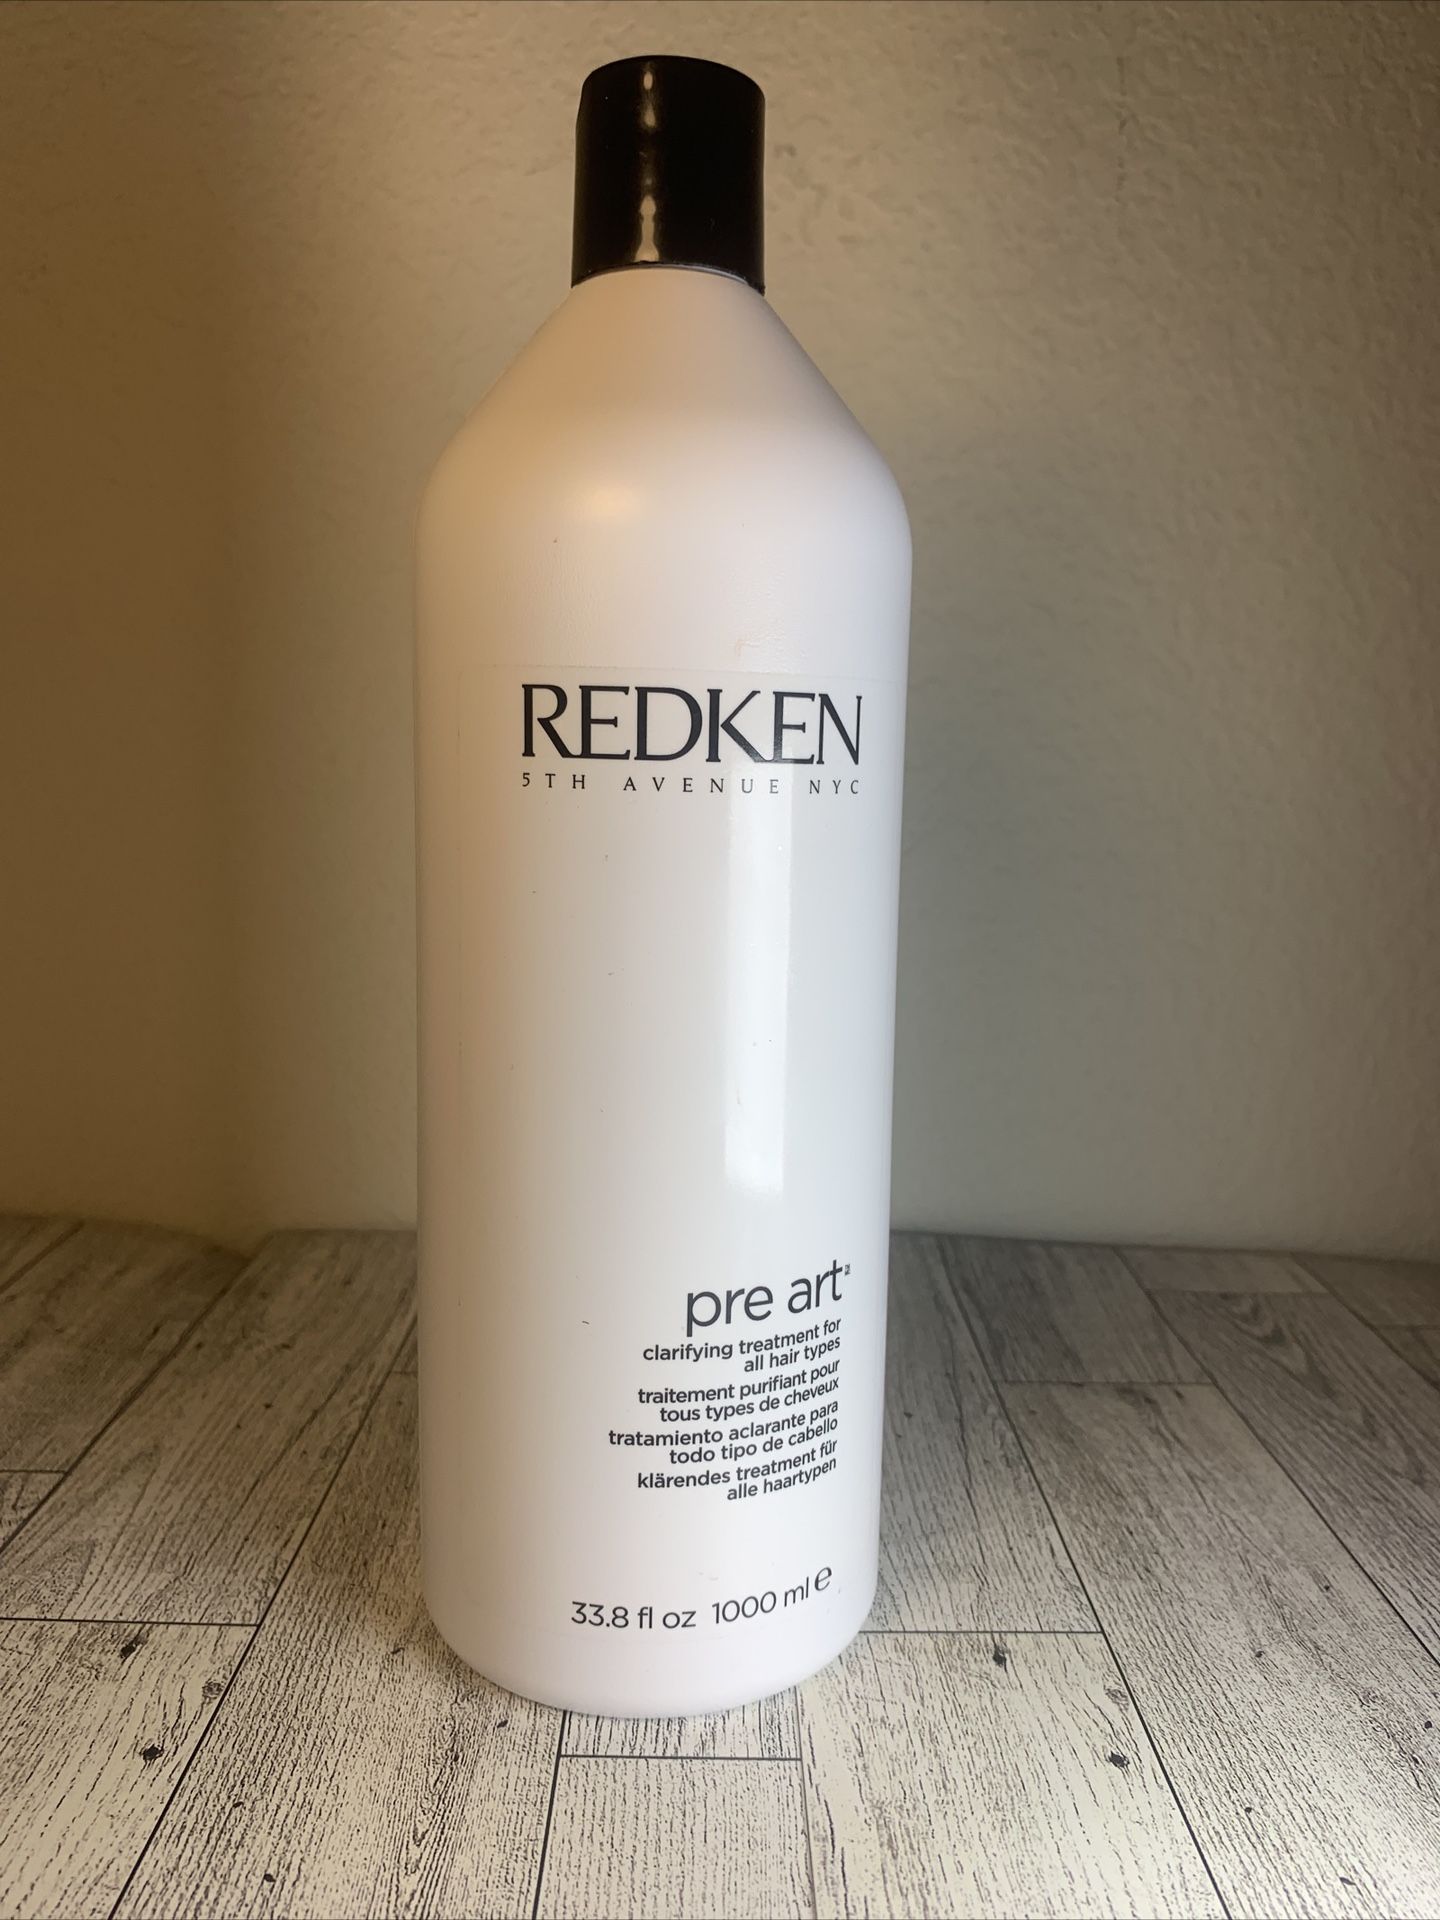 REDKEN
5TH AVENUE NYC
pre art™
clarifying treatment for
all hair types
traitement purifiant pour
tous types de cheveux
tratamiento aclarante para
todo tipo de cabello
klärendes treatment für
alle haartypen
33.8 fl oz 1000 ml ℮